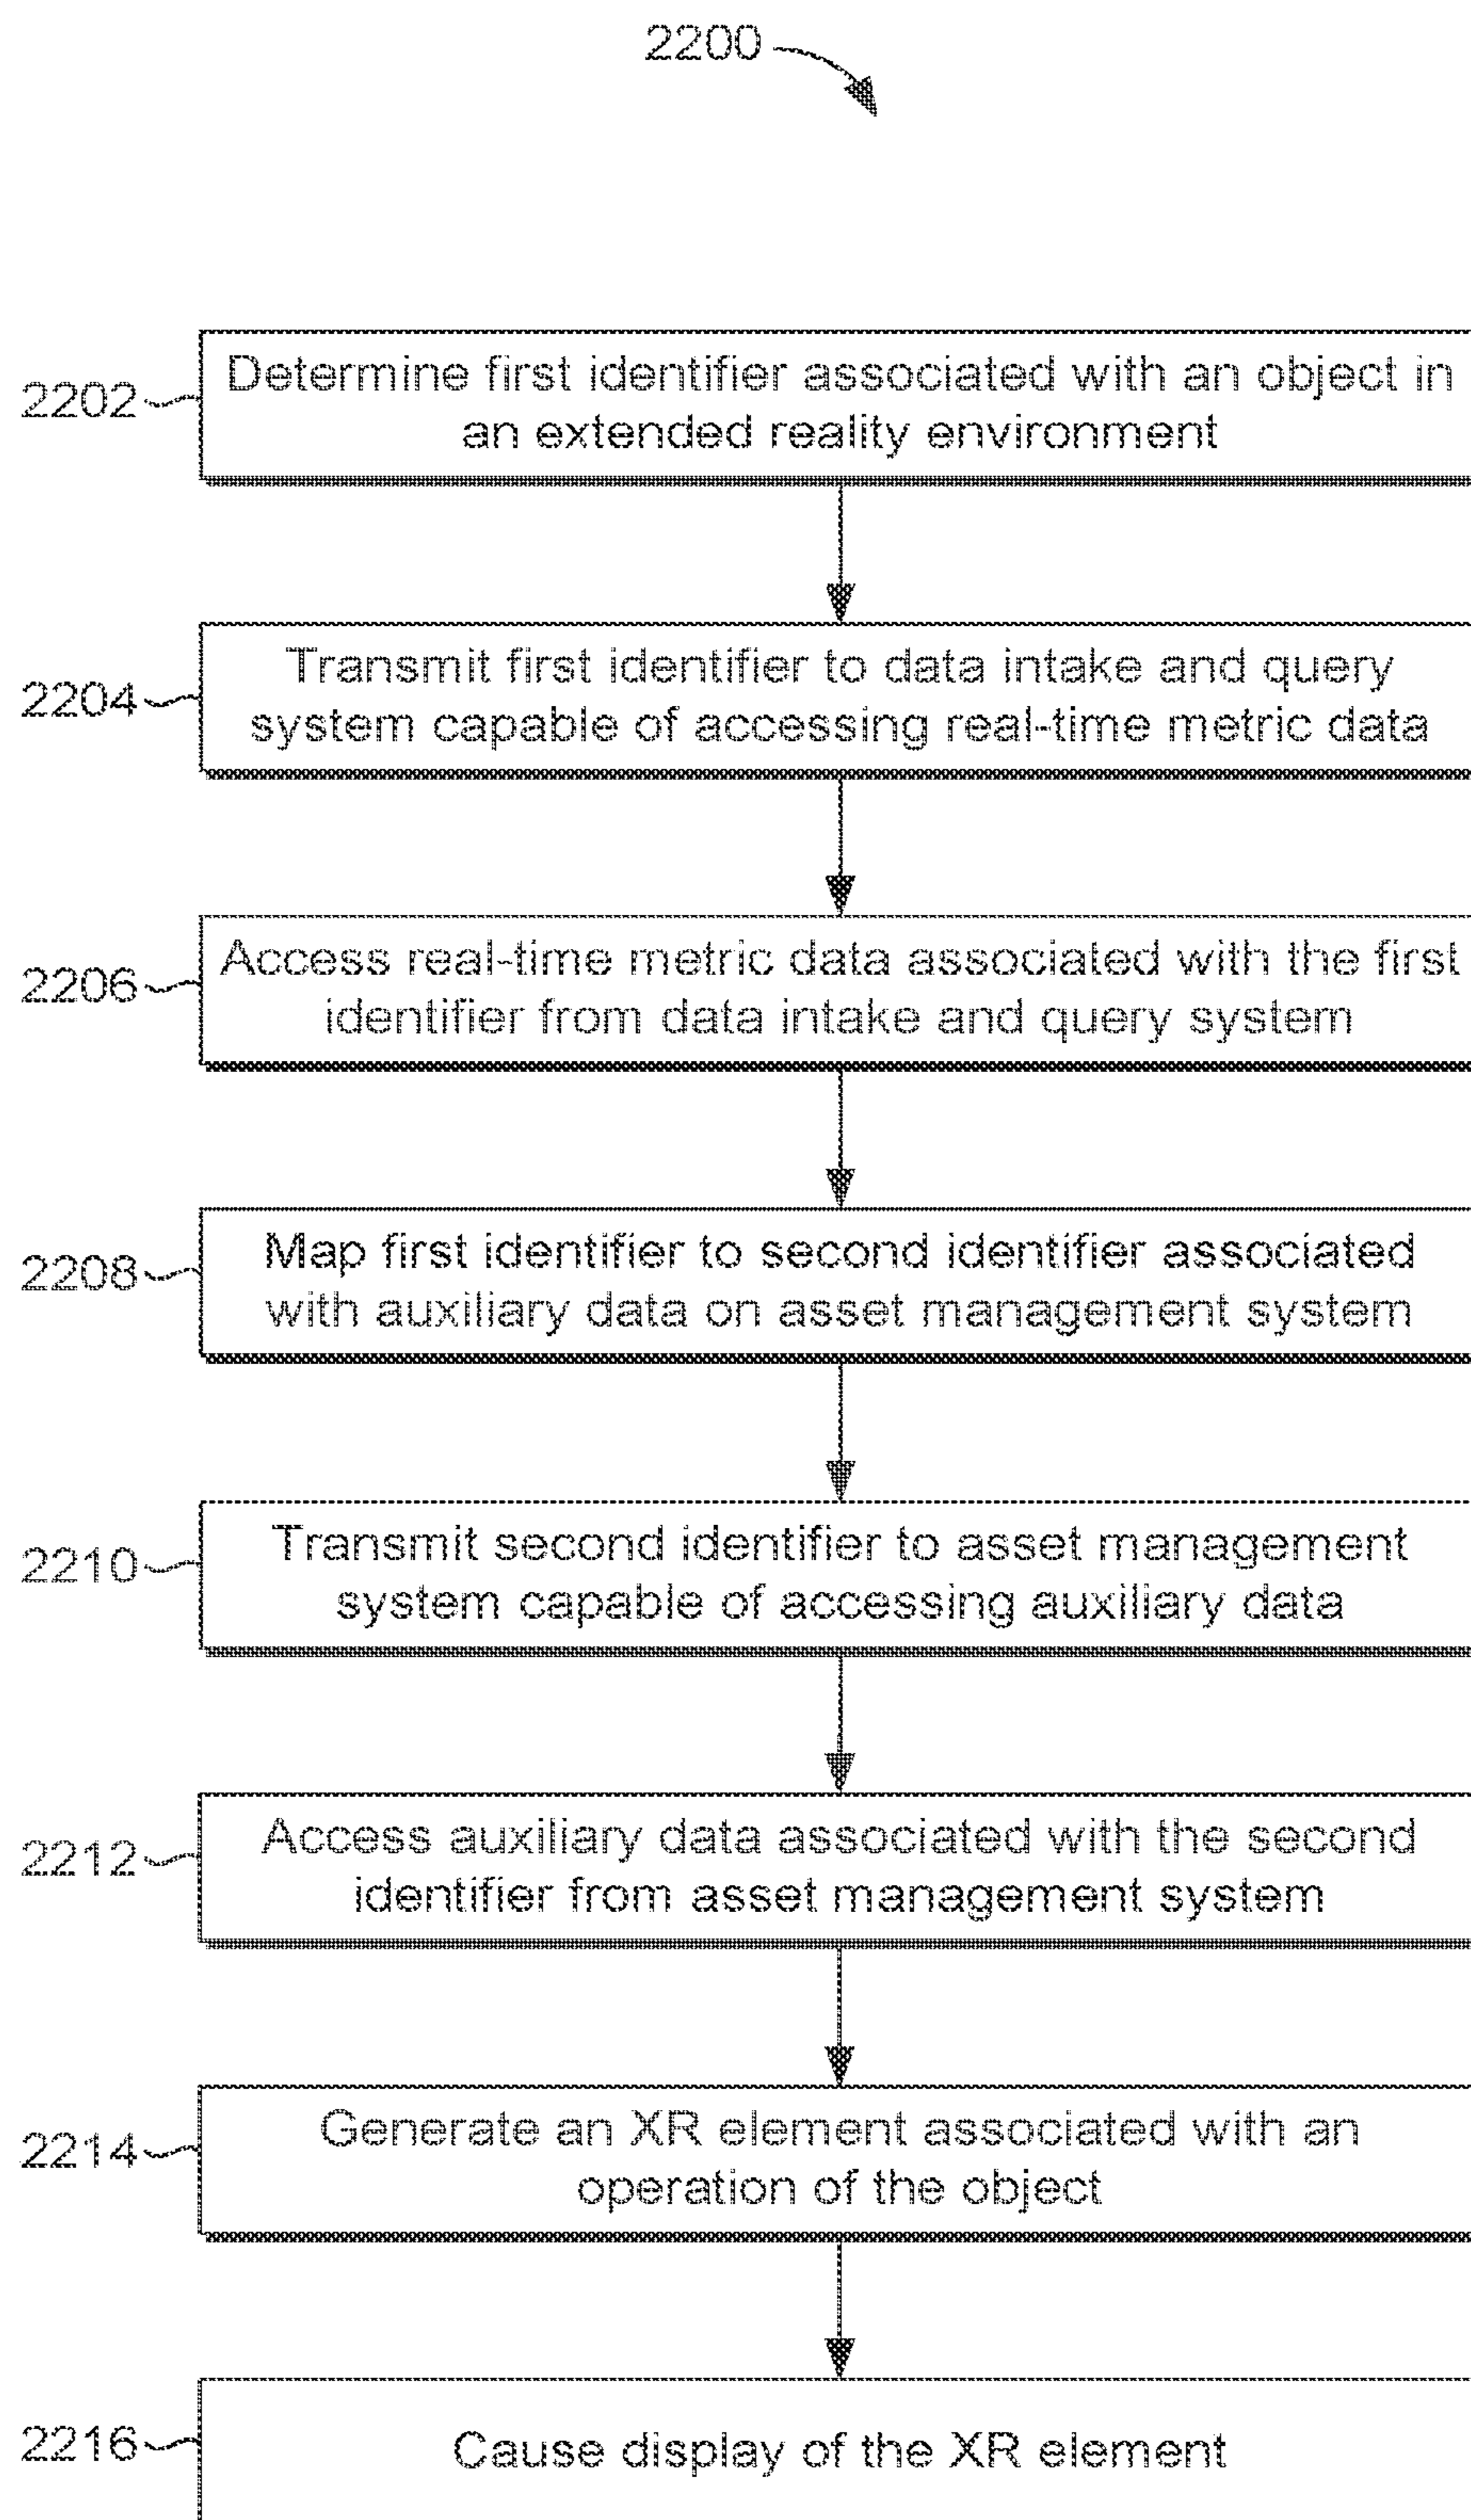 2200
2202
Determine first identifier associated with an object in
an extended reality environment
2204
Transmit first identifier to data intake and query
system capable of accessing real-time metric data
2206
Access real-time metric data associated with the first
identifier from data intake and query system
2208
Map first identifier to second identifier associated
with auxiliary data on asset management system
2210
Transmit second identifier to asset management
system capable of accessing auxiliary data
2212
Access auxiliary data associated with the second
identifier from asset management system
2214
Generate an XR element associated with an
operation of the object
2216
Cause display of the XR element